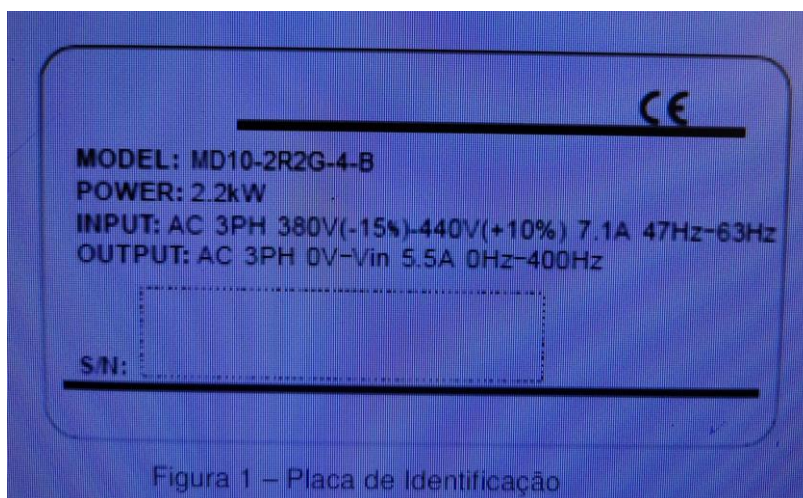 CE
MODEL: MD10-2R2G-4-B
POWER: 2.2kW
INPUT: AC 3PH 380V(-15%)-440V(+10%) 7.1A 47Hz-63Hz
OUTPUT: AC 3PH 0V-Vin 5.5A 0Hz-400Hz
S/N:
Figura 1 – Placa de Identificação